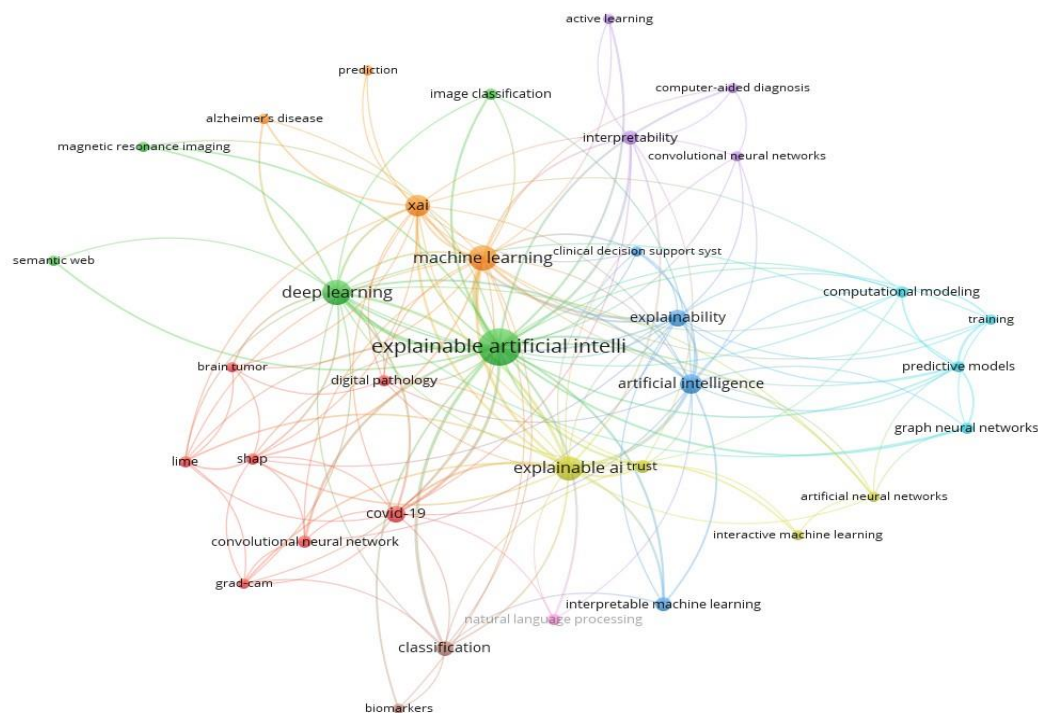 active learning
prediction
computer-aided diagnosis
image classification
alzheimer's disease
interpretability
magnetic resonance imaging
convolutional neural networks
xai
clinical decision support syst
machine learning
semantic web
deep learning
computational modeling
explainability
training
explainable artificial intelli
brain tumor
predictive models
digital pathology
artificial intelligence
graph neural networks
lime
shap
explainable ai
trust
artificial neural networks
covid-19
interactive machine learning
convolutional neural network
grad-cam
interpretable machine learning
natural language processing
classification
biomarkers